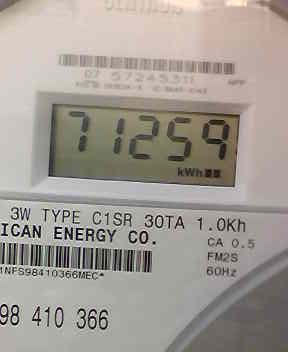 07 57245311
71259
kWh
3W TYPE C1SR 30TA 1.0Kh
ICAN ENERGY CO.
CA 0.5
FM2S
60Hz
1NFS98410366MEC*
98 410 366